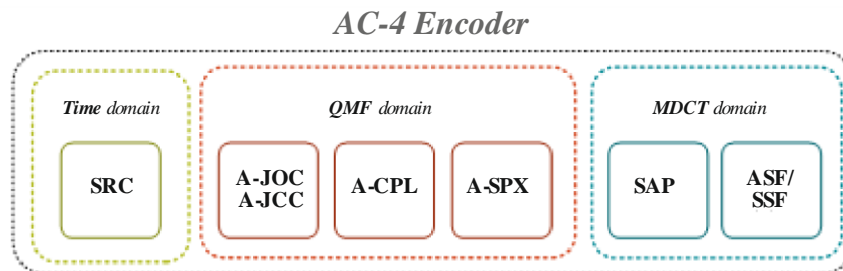 AC-4 Encoder
Time domain
QMF domain
MDCT domain
SRC
A-JOC
A-JCC
A-CPL
A-SPX
SAP
ASF/
SSF